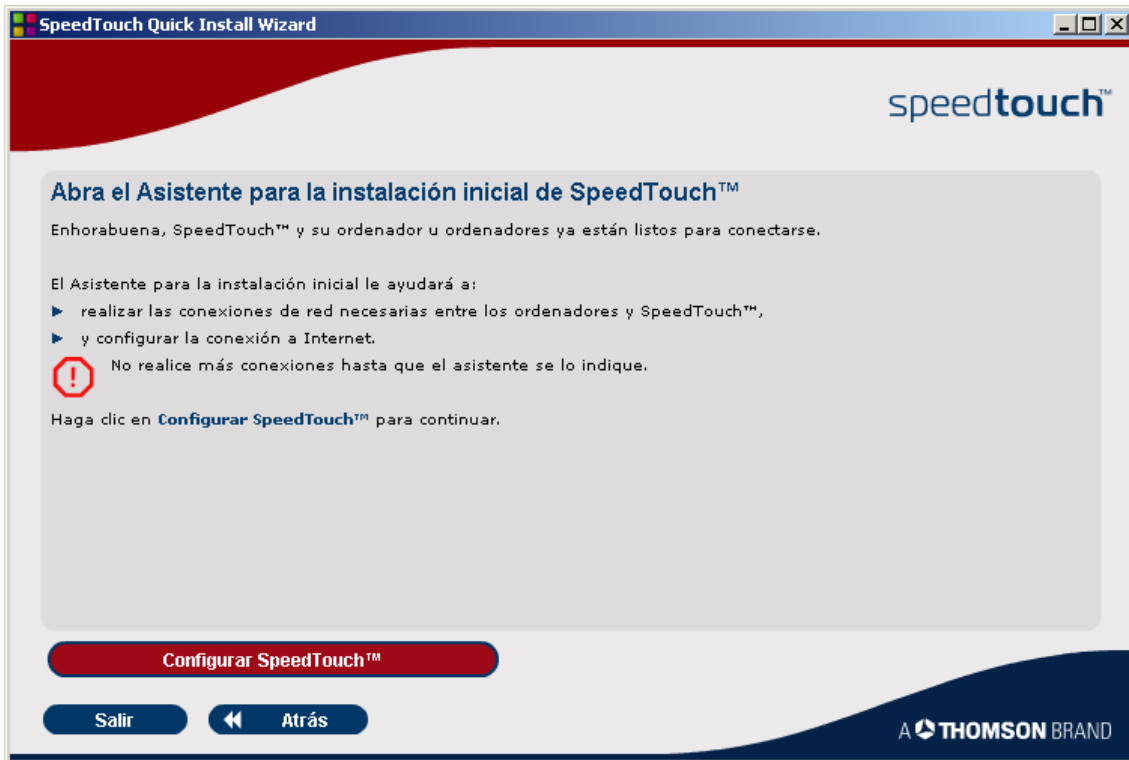 SpeedTouch Quick Install Wizard
speedtouch™
Abra el Asistente para la instalación inicial de SpeedTouch™
Enhorabuena, SpeedTouch™ y su ordenador u ordenadores ya están listos para conectarse.
El Asistente para la instalación inicial le ayudará a:
realizar las conexiones de red necesarias entre los ordenadores y SpeedTouch™,
y configurar la conexión a Internet.
No realice más conexiones hasta que el asistente se lo indique.
Haga clic en Configurar SpeedTouch™ para continuar.
Configurar SpeedTouch™
Salir
Atrás
A THOMSON BRAND